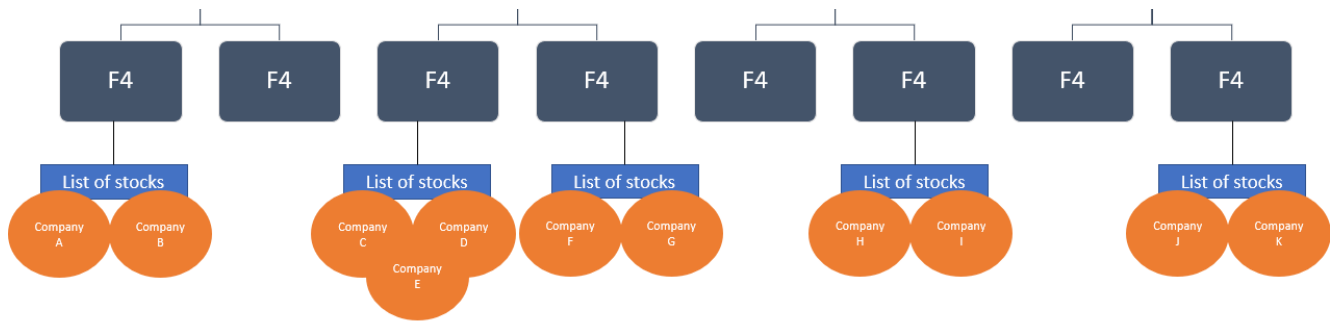 F4
F4
F4
F4
F4
F4
F4
F4
List of stocks
List of stocks
List of stocks
List of stocks
List of stocks
Company
A
Company
B
Company
C
Company
D
Company
E
Company
F
Company
G
Company
H
Company
I
Company
J
Company
K